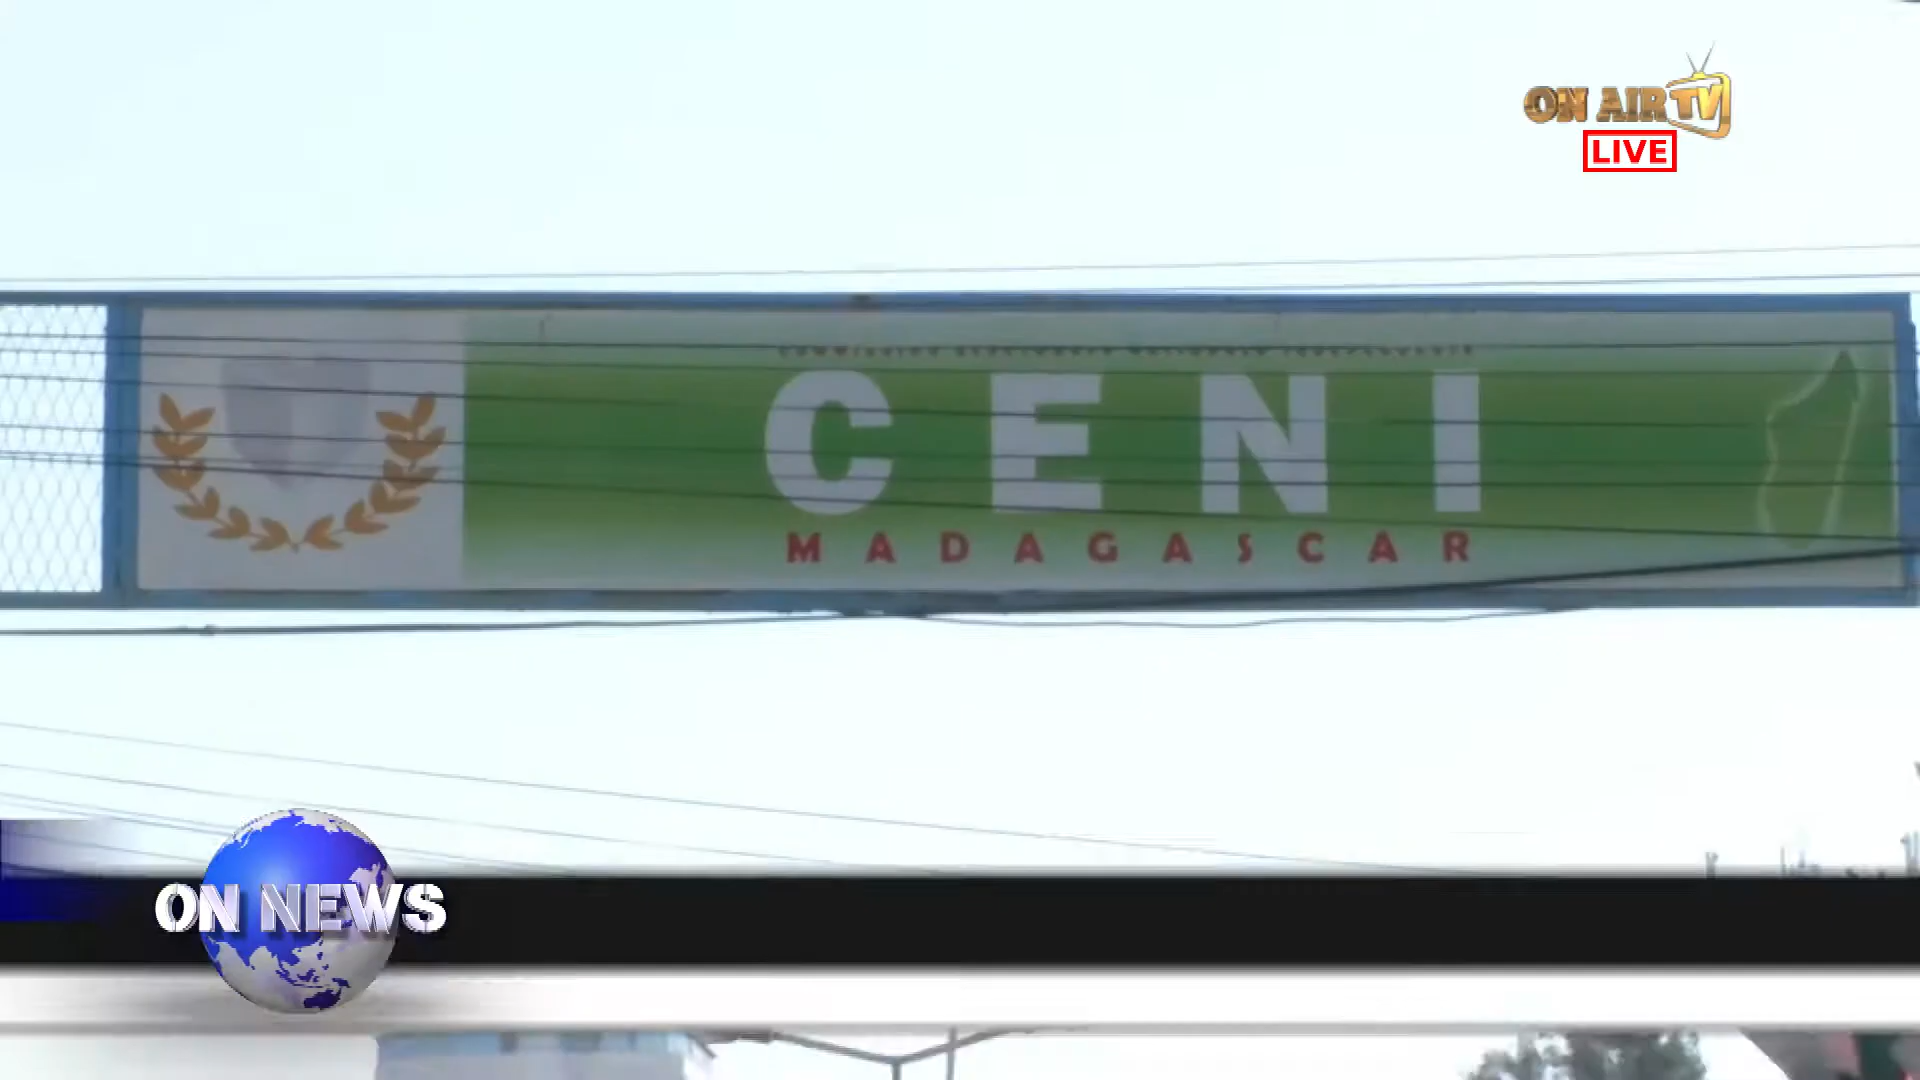 ON AIR TV
LIVE
CENI
MADAGASCAR
ON NEWS